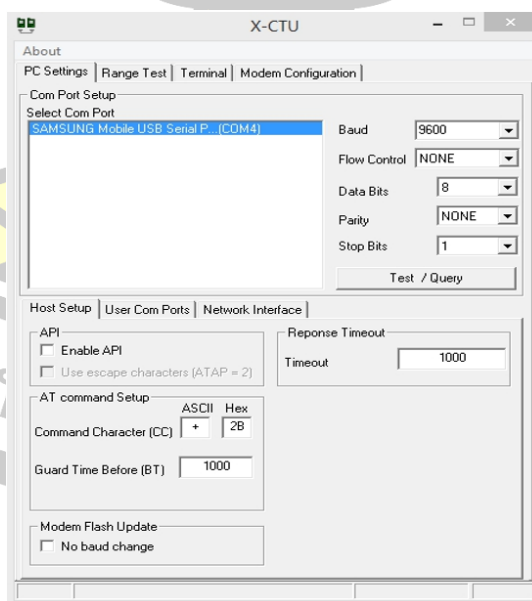 X-CTU
About
PC Settings Range Test Terminal Modem Configuration
Com Port Setup
Select Com Port
SAMSUNG Mobile USB Serial P...(COM4)
Baud 9600
Flow Control NONE
Data Bits 8
Parity NONE
Stop Bits 1
Test / Query
Host Setup User Com Ports Network Interface
API
Enable API
Use escape characters (ATAP = 2)
Reponse Timeout
Timeout 1000
AT command Setup
ASCII Hex
Command Character (CC) + 2B
Guard Time Before (BT) 1000
Modem Flash Update
No baud change